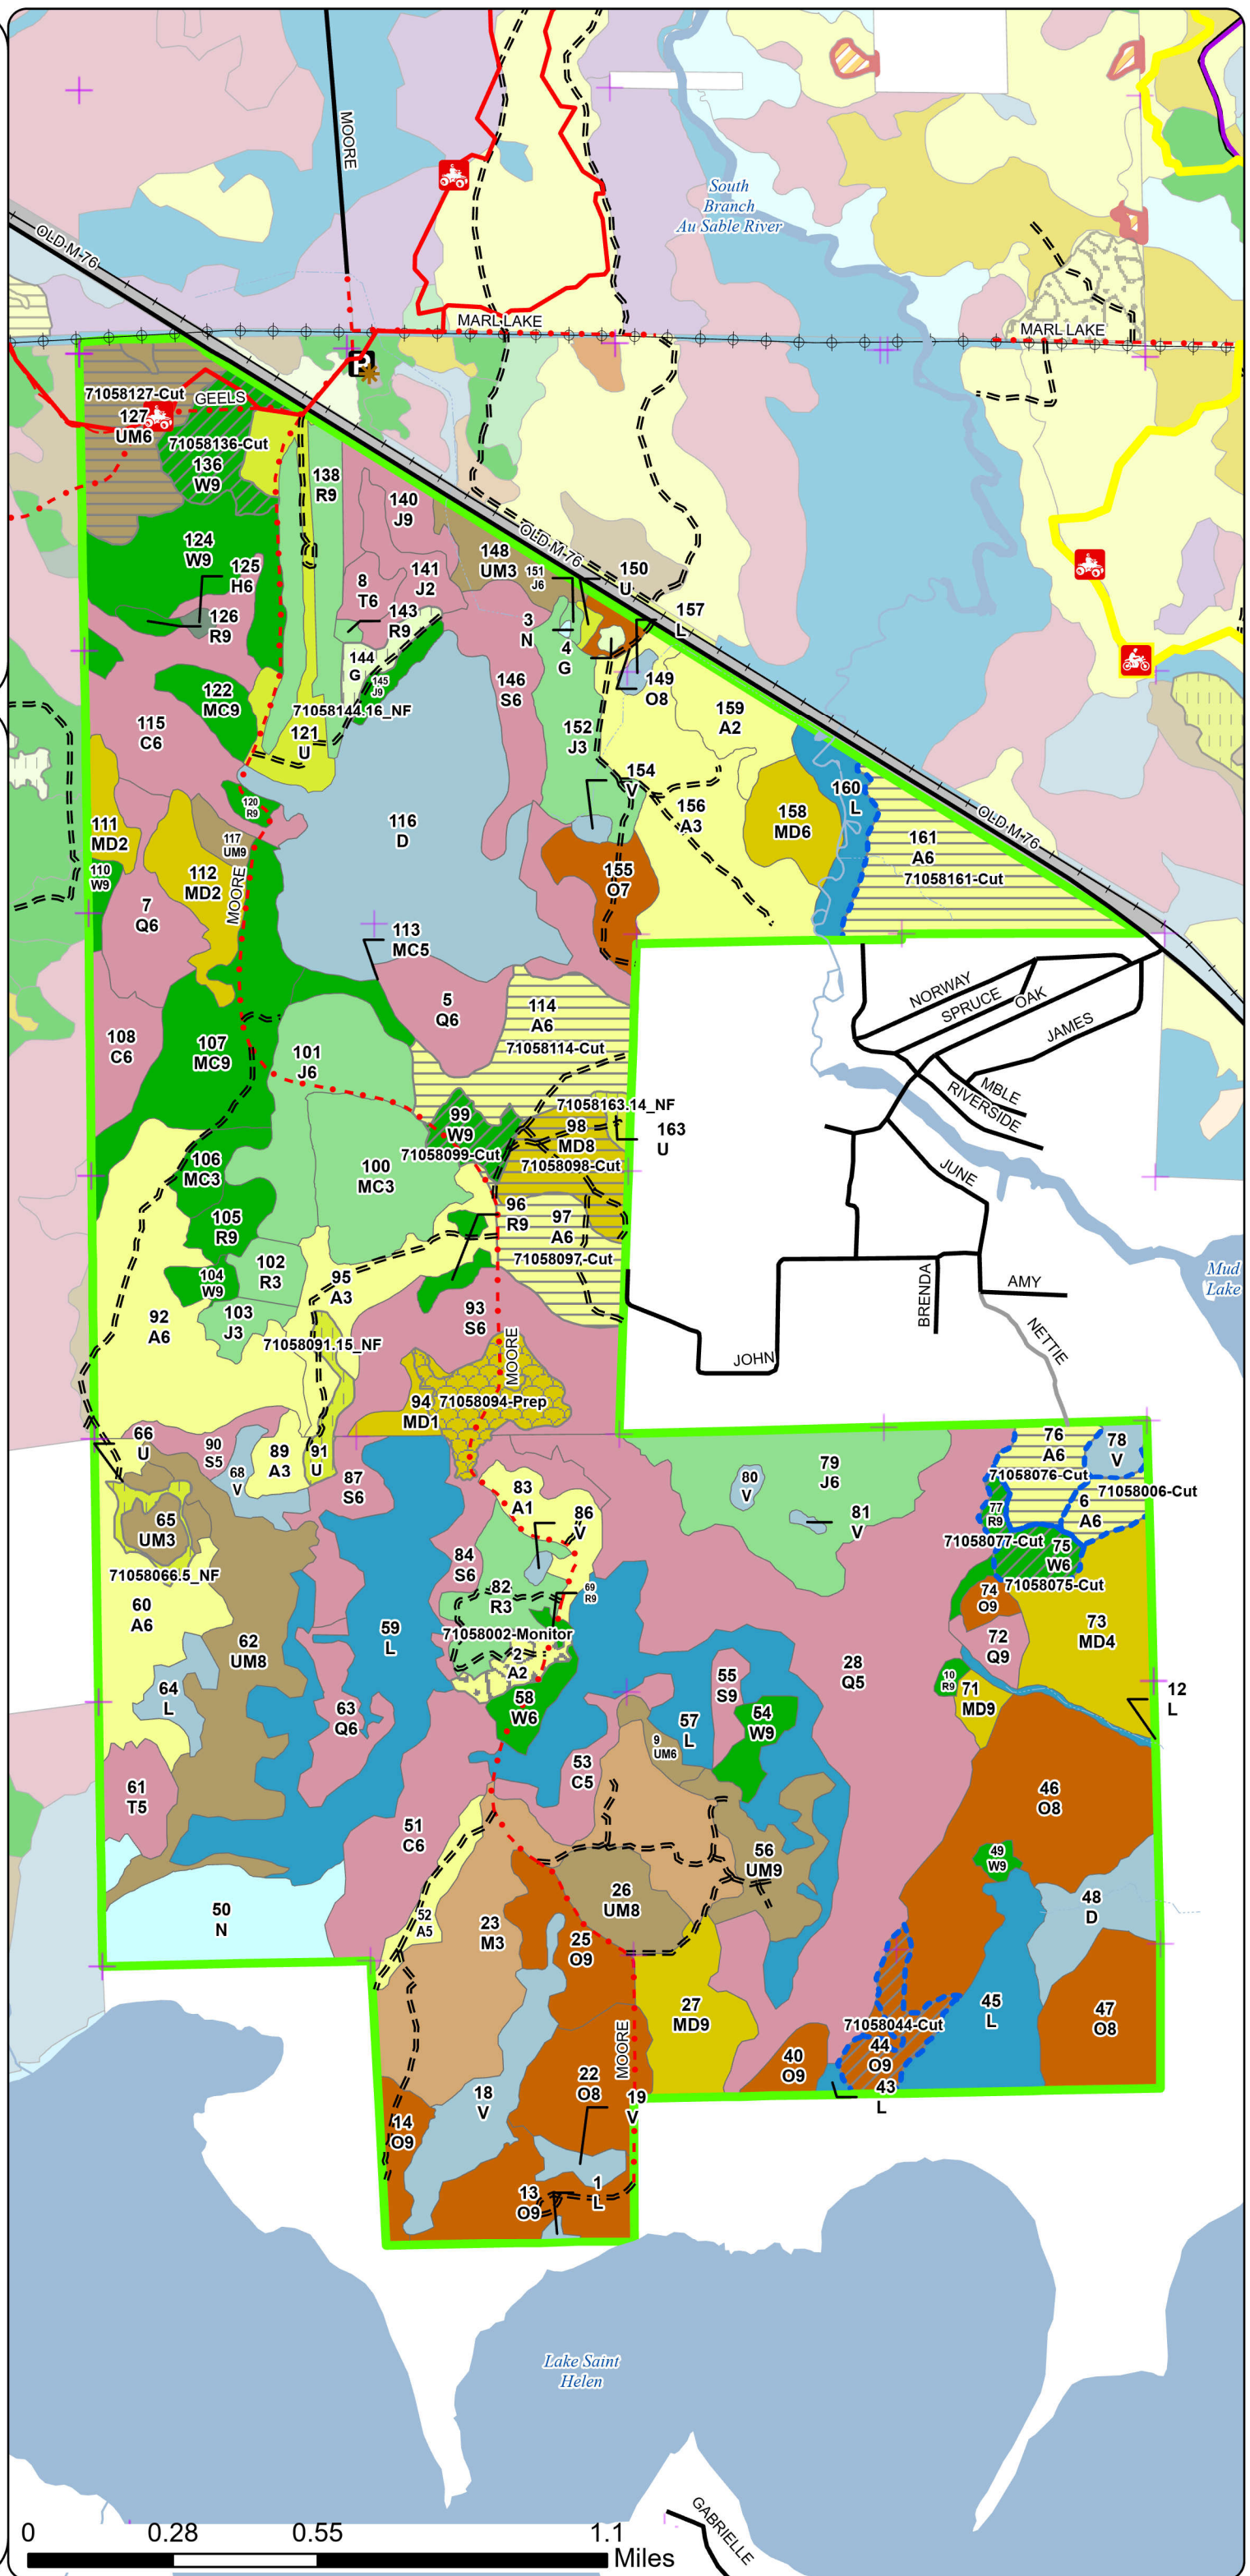 MOORE
South
Branch
Au Sable River
OLD M-76
MARL LAKE
MARL LAKE
P
71058127-Cut
GEELS
127
UM6
71058136-Cut
136
W9
138
R9
140
J9
OLD M-76
124
W9
125
H6
148
UM3
151
J6
150
U
8
T6
141
J2
126
R9
143
R9
3
N
157
L
4
G
144
G
145
J9
122
MC9
146
S6
149
O8
71058144.16_NF
115
C6
121
U
159
A2
152
J3
154
V
120
R9
160
L
156
A3
111
MD2
116
D
158
MD6
OLD M-76
117
UM9
161
A6
110
W9
112
MD2
155
O7
71058161-Cut
MOORE
7
Q6
113
MC5
NORWAY
5
Q6
114
A6
SPRUCE
OAK
JAMES
108
C6
107
MC9
101
J6
71058114-Cut
MBLE
71058163.14_NF
RIVERSIDE
99
W9
98
MD8
163
U
71058099-Cut
71058098-Cut
106
MC3
100
MC3
JUNE
105
R9
96
R9
97
A6
102
R3
71058097-Cut
Mud
Lake
104
W9
95
A3
AMY
BRENDA
103
J3
93
S6
92
A6
71058091.15_NF
NETTIE
MOORE
JOHN
94
MD1
71058094-Prep
66
U
90
S5
89
A3
91
U
76
A6
78
V
68
V
87
S6
79
J6
80
V
71058076-Cut
83
A1
71058006-Cut
6
A6
86
V
81
V
77
R9
65
UM3
71058077-Cut
75
W6
84
S6
71058066.5_NF
71058075-Cut
82
R3
69
R9
74
O9
60
A6
59
L
71058002-Monitor
73
MD4
62
UM8
2
A2
72
Q9
28
Q5
55
S9
10
R9
64
L
71
MD9
12
L
58
W6
63
Q6
54
W9
57
L
9
UM6
53
C5
61
T5
46
O8
51
C6
56
UM9
49
W9
26
UM8
48
D
50
N
52
A5
23
M3
25
O9
27
MD9
45
L
47
O8
71058044-Cut
MOORE
44
O9
40
O9
22
O8
43
L
18
V
19
V
14
O9
1
L
13
O9
Lake Saint
Helen
GABRIELLE
0
0.28
0.55
1.1
Miles